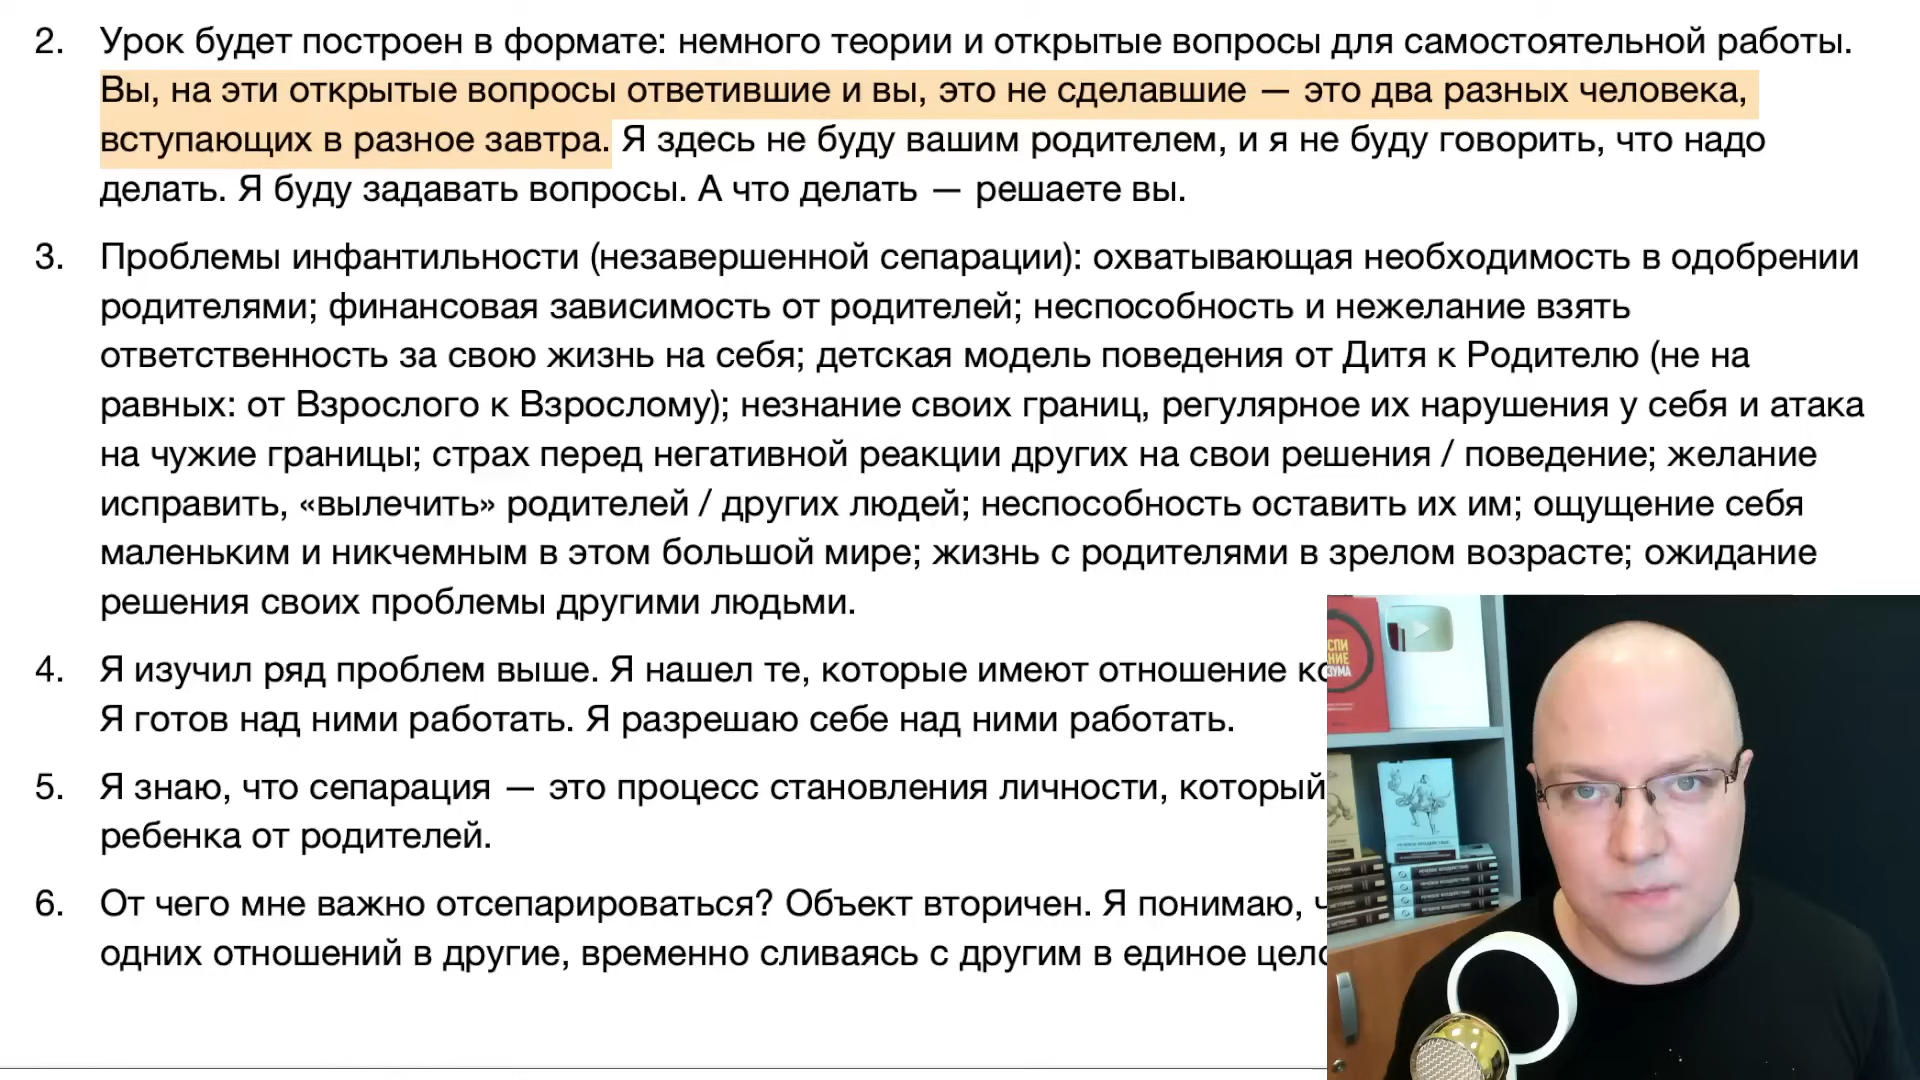 2. Урок будет построен в формате: немного теории и открытые вопросы для самостоятельной работы.
Вы, на эти открытые вопросы ответившие и вы, это не сделавшие — это два разных человека,
вступающих в разное завтра. Я здесь не буду вашим родителем, и я не буду говорить, что надо
делать. Я буду задавать вопросы. А что делать — решаете вы.
3. Проблемы инфантильности (незавершенной сепарации): охватывающая необходимость в одобрении
родителями; финансовая зависимость от родителей; неспособность и нежелание взять
ответственность за свою жизнь на себя; детская модель поведения от Дитя к Родителю (не на
равных: от Взрослого к Взрослому); незнание своих границ, регулярное их нарушения у себя и атака
на чужие границы; страх перед негативной реакции других на свои решения / поведение; желание
исправить, «вылечить» родителей / других людей; неспособность оставить их им; ощущение себя
маленьким и никчемным в этом большой мире; жизнь с родителями в зрелом возрасте; ожидание
решения своих проблемы другими людьми.
4. Я изучил ряд проблем выше. Я нашел те, которые имеют отношение
Я готов над ними работать. Я разрешаю себе над ними работать.
5. Я знаю, что сепарация — это процесс становления личности, который
ребенка от родителей.
6. От чего мне важно отсепарироваться? Объект вторичен. Я понимаю,
одних отношений в другие, временно сливаясь с другим в единое